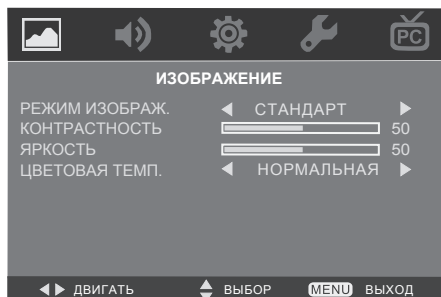 PC
ИЗОБРАЖЕНИЕ
РЕЖИМ ИЗОБРАЖ. СТАНДАРТ
КОНТРАСТНОСТЬ 50
ЯРКОСТЬ 50
ЦВЕТОВАЯ ТЕМП. НОРМАЛЬНАЯ
ДВИГАТЬ ВЫБОР MENU ВЫХОД